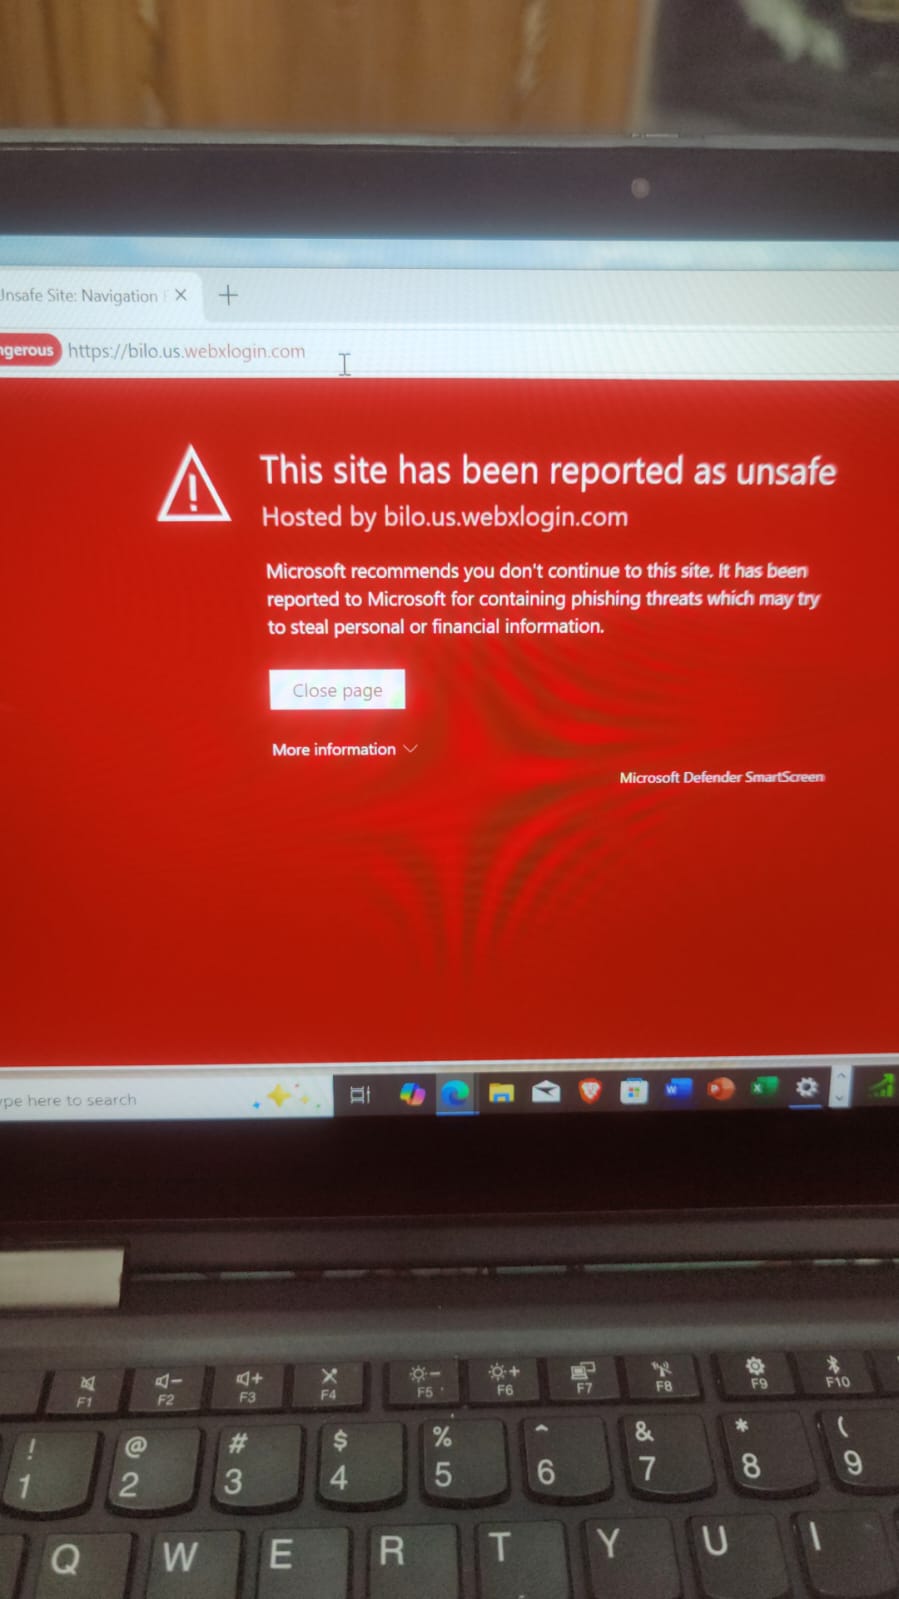 Unsafe Site: Navigation
https://bilo.us.webxlogin.com
This site has been reported as unsafe
Hosted by bilo.us.webxlogin.com
Microsoft recommends you don't continue to this site. It has been
reported to Microsoft for containing phishing threats which may try
to steal personal or financial information.
Close page
More information
Microsoft Defender SmartScreen
ype here to search
F1 F2 F3 F4 F5 F6 F7 F8 F9 F10
! @ # $ % ^ & * (
1 2 3 4 5 6 7 8 9
Q W E R T Y U I